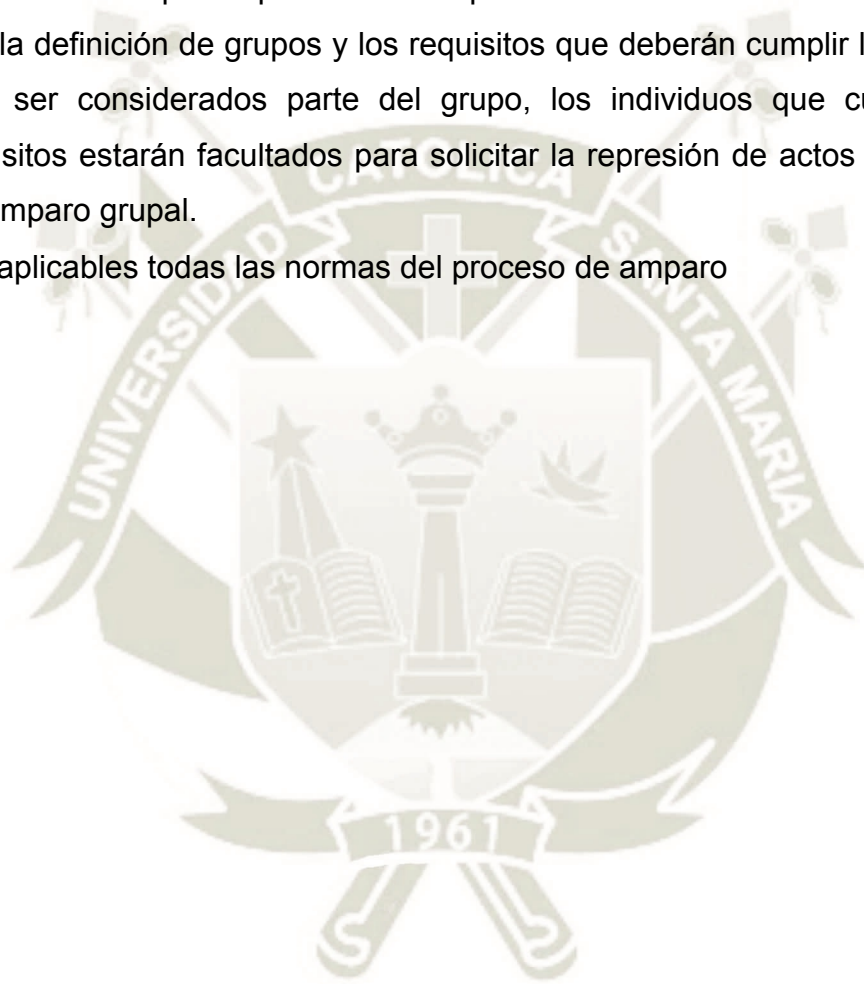 la definición de grupos y los requisitos que deberán cumplir l
ser considerados parte del grupo, los individuos que cu
sitos estarán facultados para solicitar la represión de actos
mparo grupal.
aplicables todas las normas del proceso de amparo
UNIVERSIDAD CATOLICA SANTA MARIA
1961